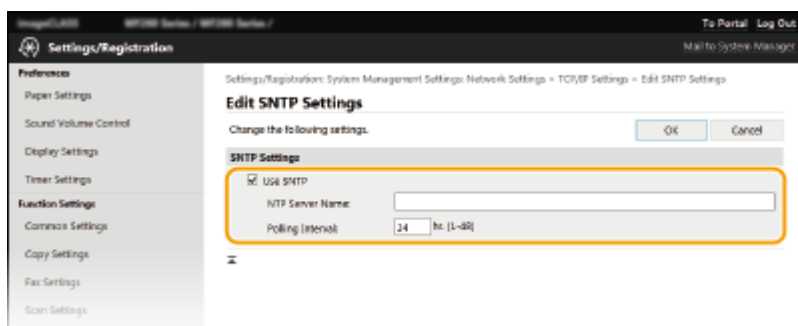 To Portal Log Out
Settings/Registration
Mail to System Manager
Preferences
Paper Settings
Sound Volume Control
Display Settings
Timer Settings
Function Settings
Common Settings
Copy Settings
Fax Settings
Scan Settings
Settings/Registration: System Management Settings: Network Settings > TCP/IP Settings > Edit SNTP Settings
Edit SNTP Settings
Change the following settings.
OK
Cancel
SNTP Settings
Use SNTP
NTP Server Name:
Polling Interval:
24 hr. (1-48)